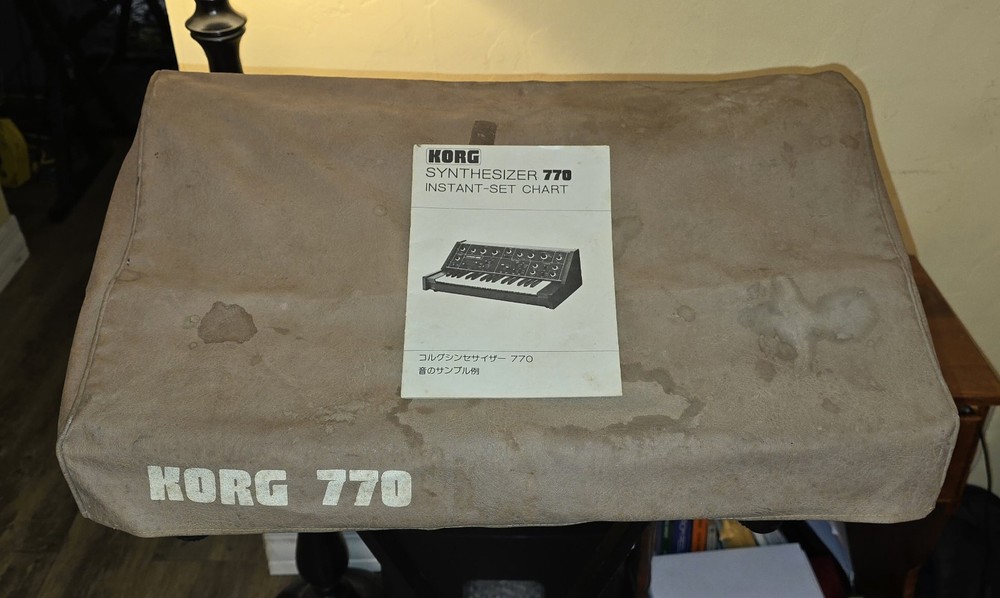 KORG
SYNTHESIZER 770
INSTANT-SET CHART
コルグシンセサイザー 770
音のサンプル例
KORG 770